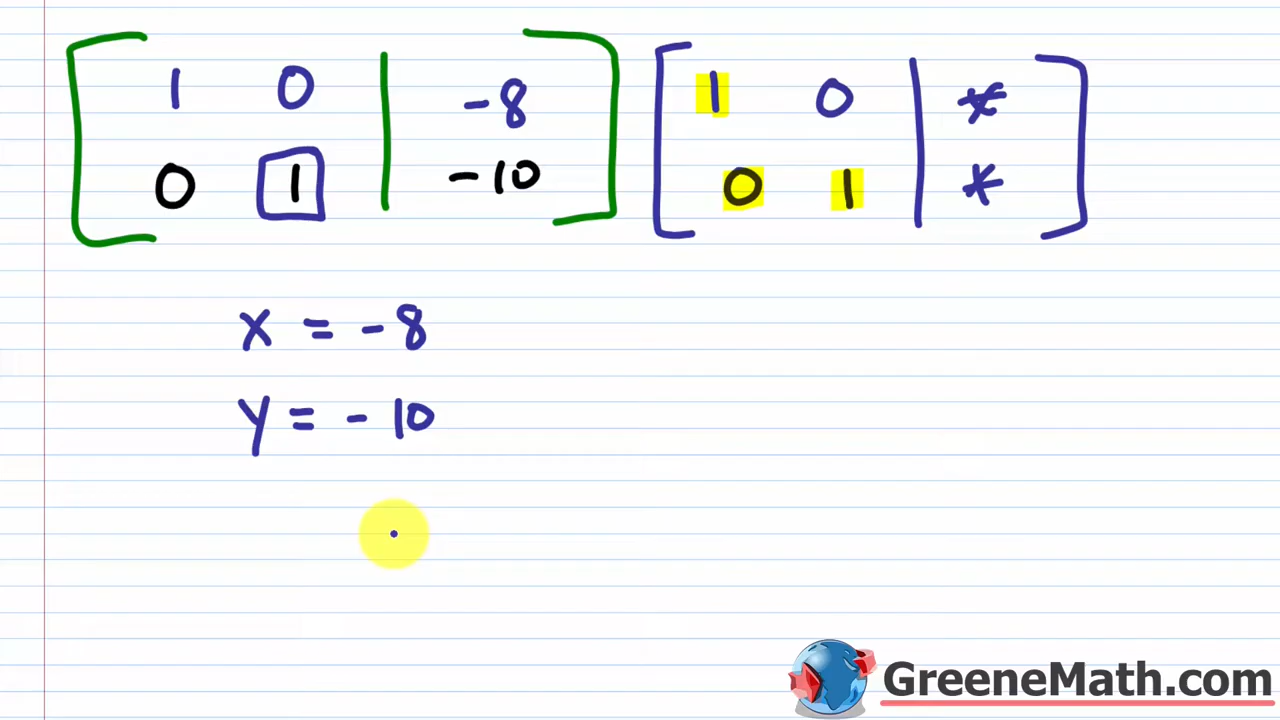 1 0 | -8 1 0 | *
0 1 | -10 0 1 | *
x = -8
y = -10
GreeneMath.com